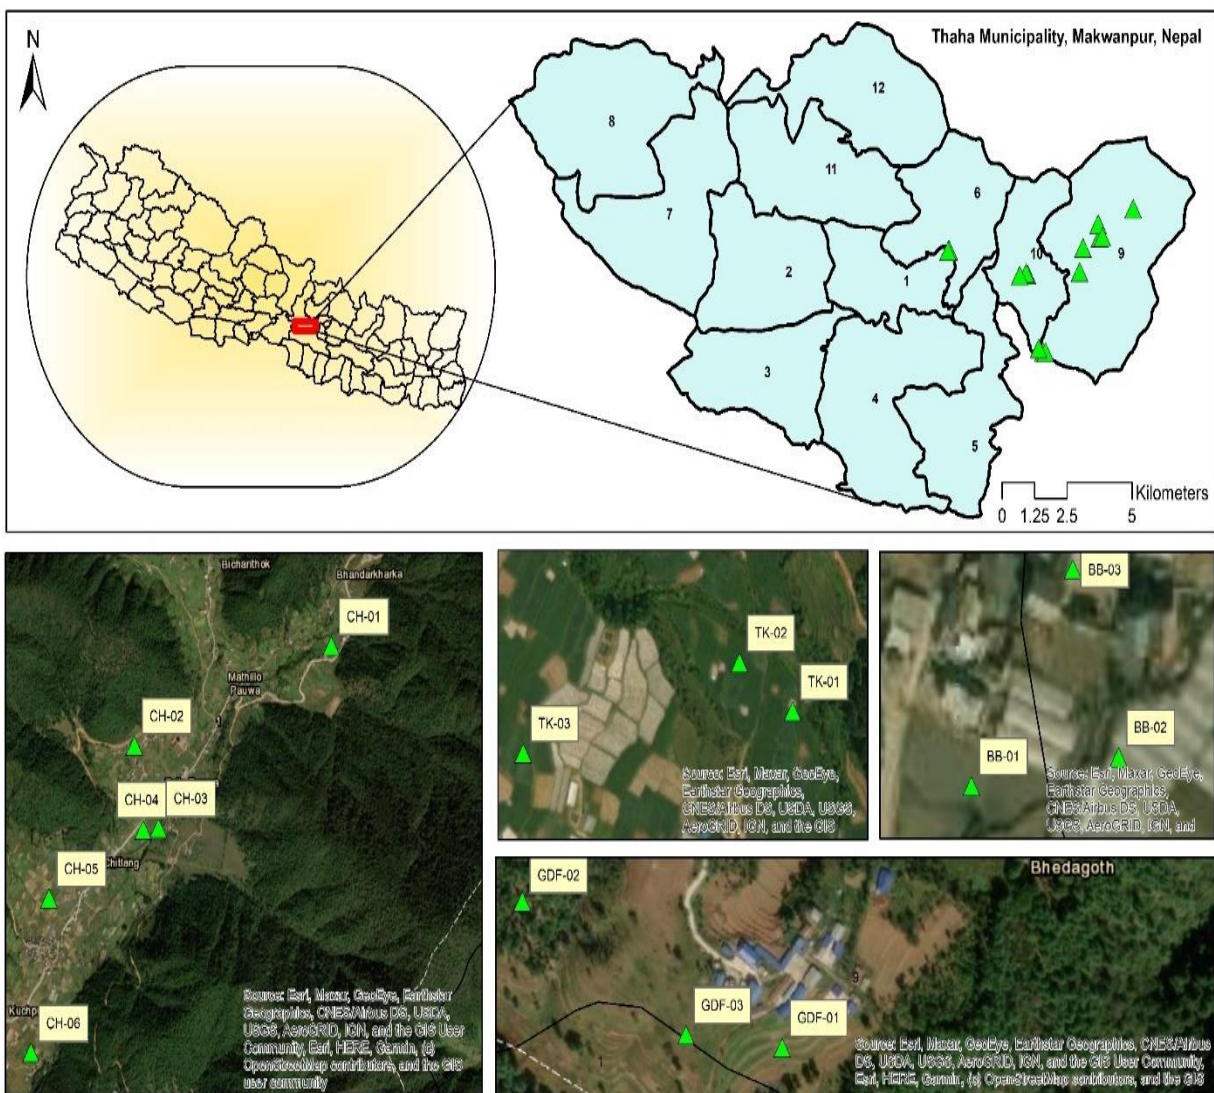 N
Thaha Municipality, Makwanpur, Nepal
12
8
11
6
7
10
9
2
1
3
4
5
Kilometers
0 1.25 2.5 5
Bicharithok
Bhandarkharka
CH-01
Mathillo
Pauwa
9
CH-02
CH-04
CH-03
Chitlang
CH-05
CH-06
Source: Esri, Maxar, GeoEye, Earthstar
Geographics, CNES/Airbus DS, USDA,
USGS, AeroGRID, IGN, and the GIS User
Community, Esri, HERE, Garmin, (c)
OpenStreetMap contributors, and the GIS
user community
TK-02
TK-01
TK-03
Source: Esri, Maxar, GeoEye,
Earthstar Geographics,
CNES/Airbus DS, USDA, USGS,
AeroGRID, IGN, and the GIS
BB-03
BB-02
BB-01
Source: Esri, Maxar, GeoEye,
Earthstar Geographics,
CNES/Airbus DS, USDA,
USGS, AeroGRID, IGN, and
Bhedagoth
GDF-02
9
GDF-03
GDF-01
1
Source: Esri, Maxar, GeoEye, Earthstar Geographics, CNES/Airbus
DS, USDA, USGS, AeroGRID, IGN, and the GIS User Community,
Esri, HERE, Garmin, (c) OpenStreetMap contributors, and the GIS